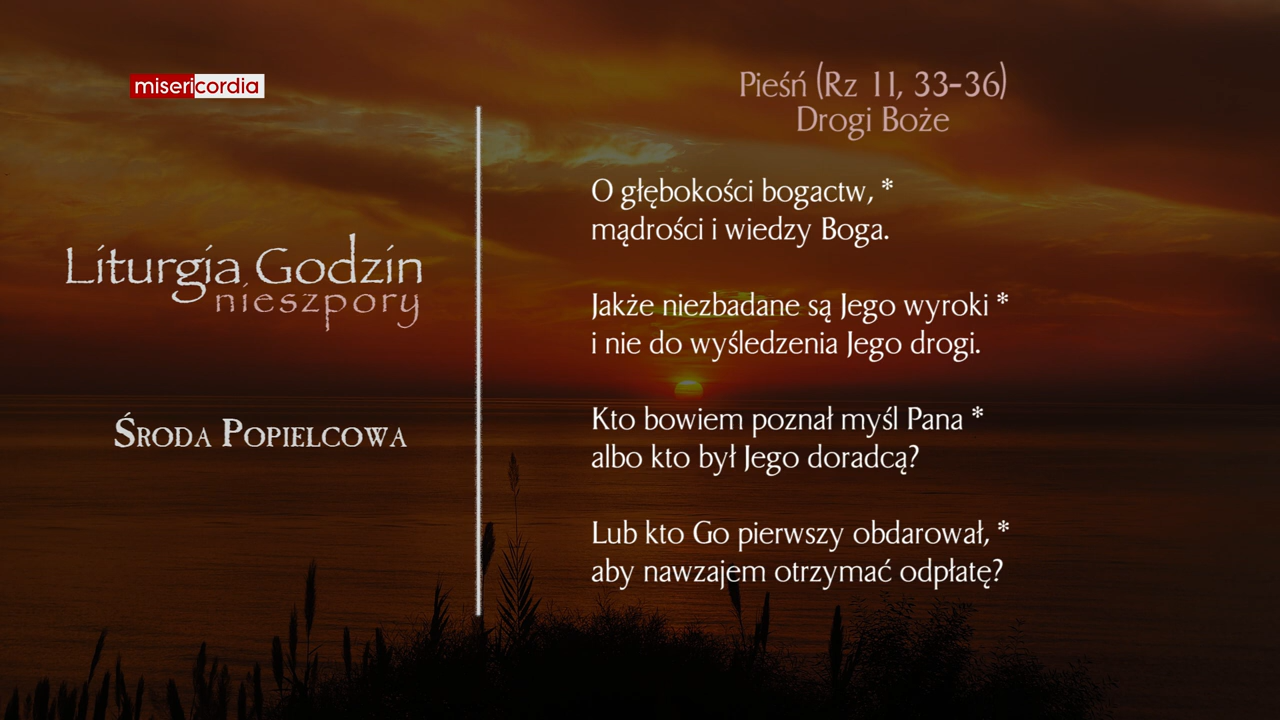 misericordia
Liturgia Godzin
nieszpory
Środa Popielcowa
Pieśń (Rz 11, 33-36)
Drogi Boże
O głębokości bogactw, *
mądrości i wiedzy Boga.
Jakże niezbadane są Jego wyroki *
i nie do wyśledzenia Jego drogi.
Kto bowiem poznał myśl Pana *
albo kto był Jego doradcą?
Lub kto Go pierwszy obdarował, *
aby nawzajem otrzymać odpłatę?